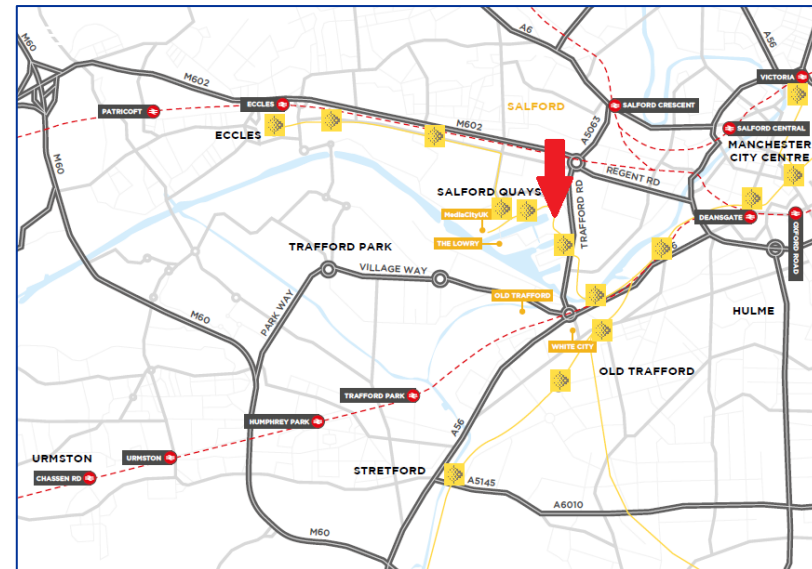 A6
A56
M60
M602
VICTORIA
ECCLES
PATRICOFT
SALFORD
SALFORD CRESCENT
A5063
M602
ECCLES
SALFORD CENTRAL
MANCHESTER
CITY CENTRE
M60
REGENT RD
SALFORD QUAYS
TRAFFORD RD
MediaCityUK
DEANSGATE
OXFORD ROAD
THE LOWRY
TRAFFORD PARK
VILLAGE WAY
OLD TRAFFORD
PARK WAY
HULME
M60
WHITE CITY
OLD TRAFFORD
TRAFFORD PARK
HUMPHREY PARK
A56
URMSTON
URMSTON
STRETFORD
CHASSEN RD
A5145
A6010
M60